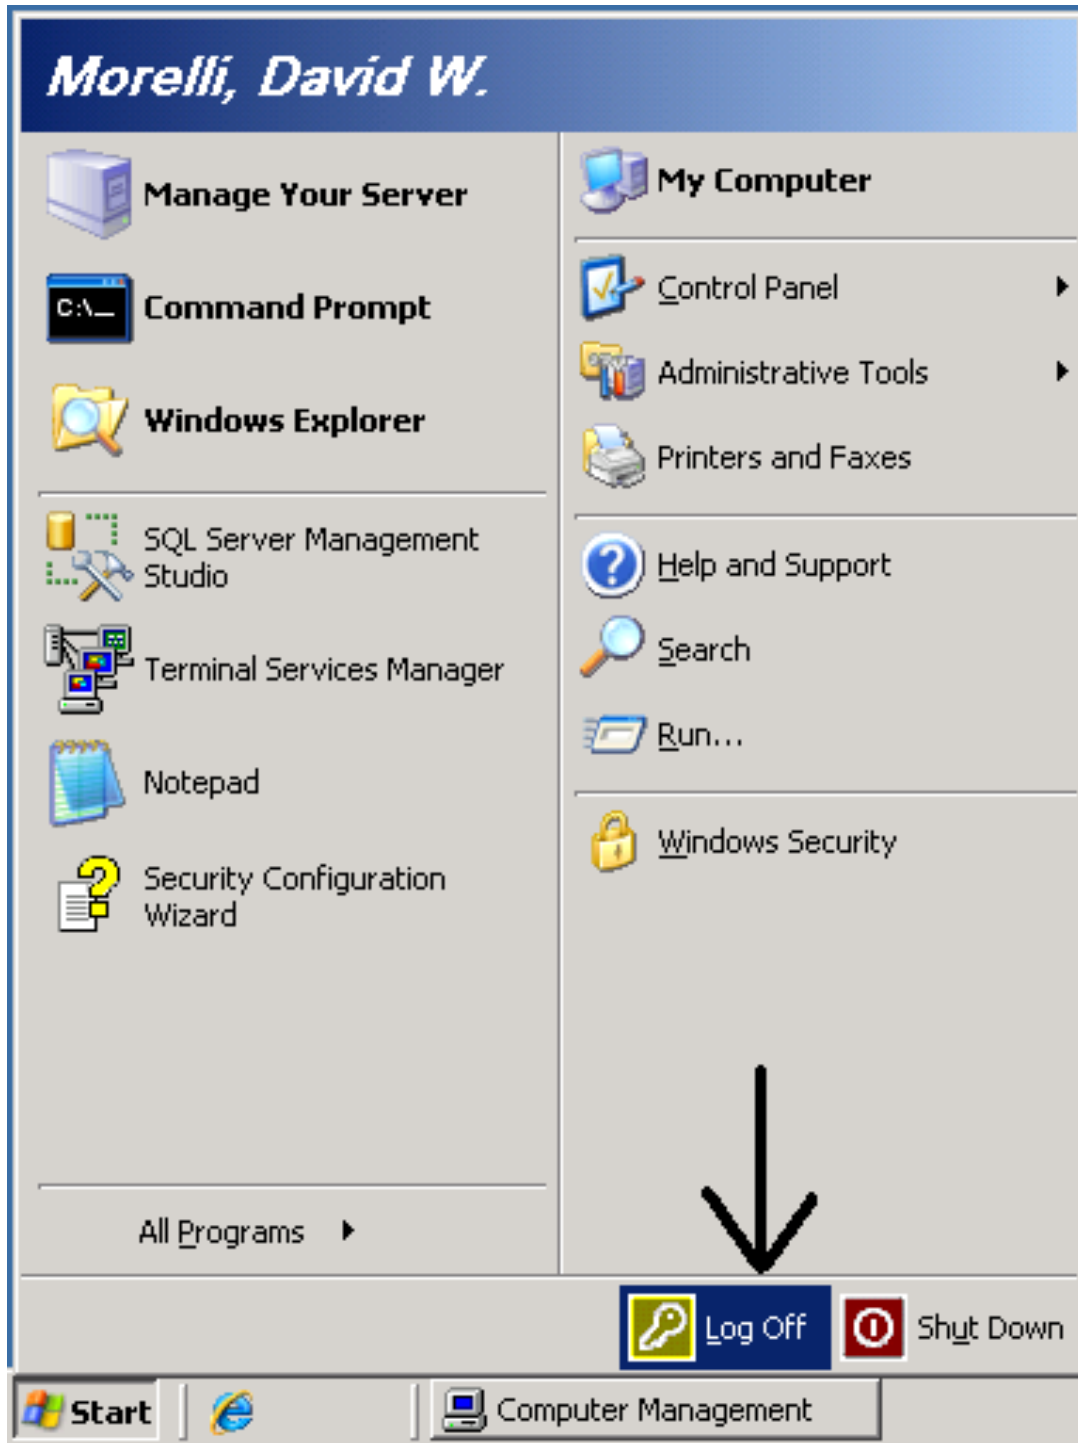 Morelli, David W.
Manage Your Server
C:\_
Command Prompt
Windows Explorer
SQL Server Management
Studio
Terminal Services Manager
Notepad
Security Configuration
Wizard
All Programs
My Computer
Control Panel
Administrative Tools
Printers and Faxes
Help and Support
Search
Run...
Windows Security
Log Off
Shut Down
Start
Computer Management